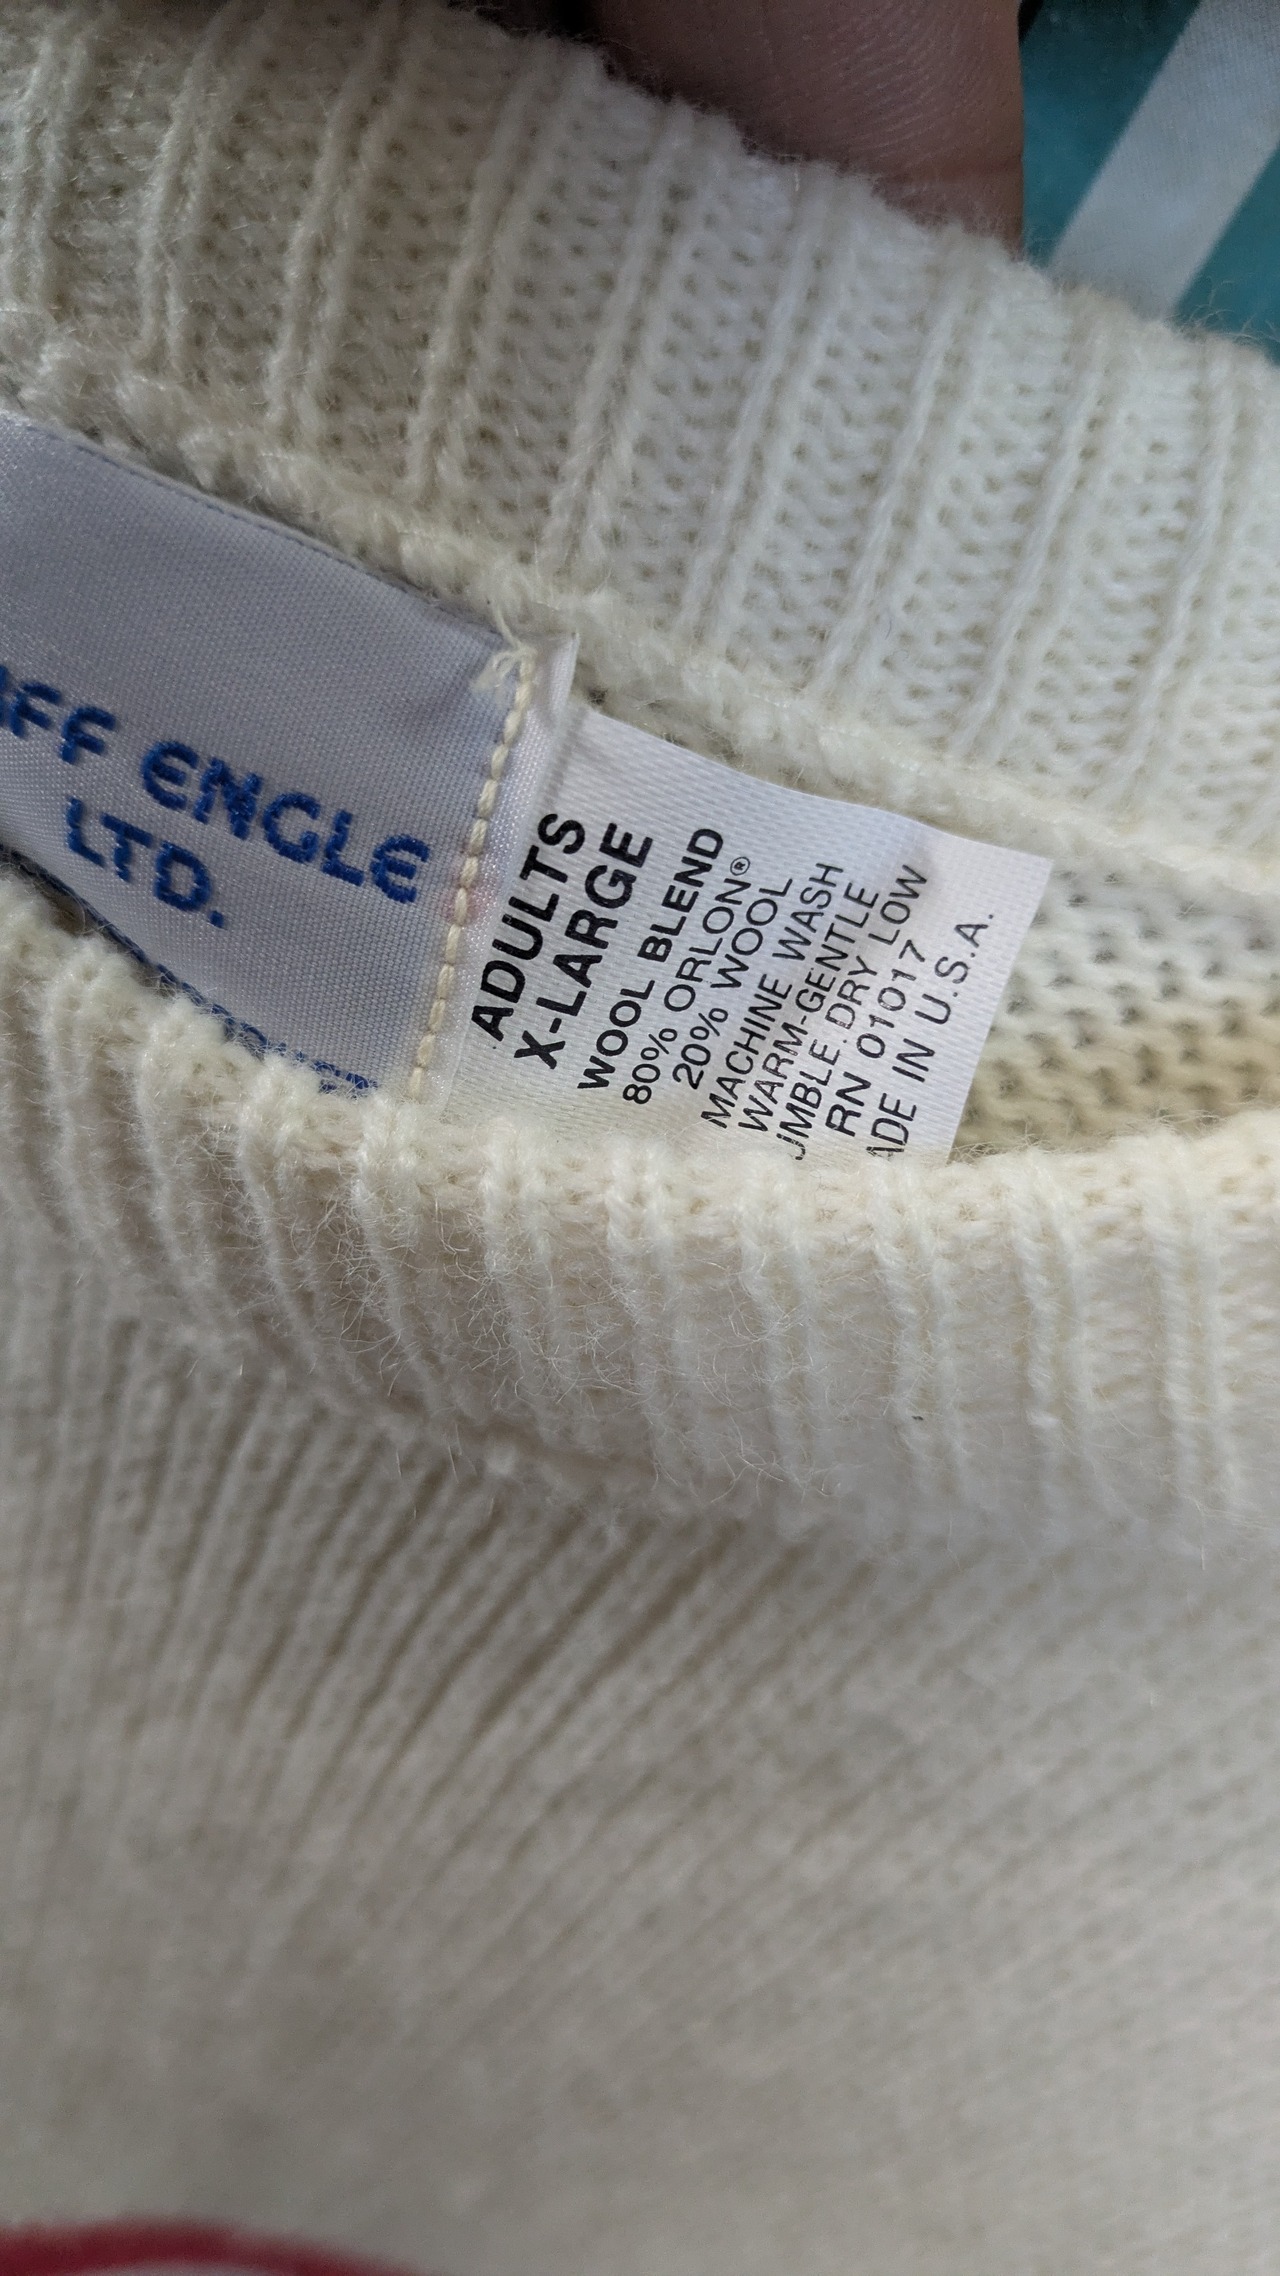 IFF ENGLE
LTD.
ADULTS
X-LARGE
WOOL BLEND
80% ORLON®
20% WOOL
MACHINE WASH
WARM-GENTLE
UMBLE DRY LOW
RN 01017
ADE IN U.S.A.